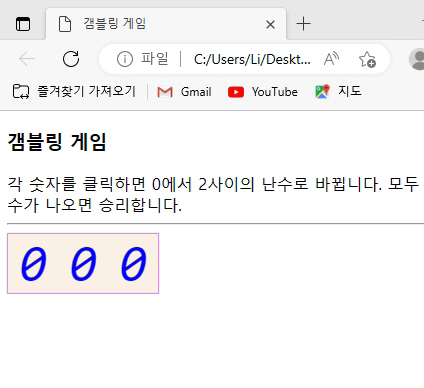 갬블링 게임
파일 C:/Users/Li/Deskt...
즐겨찾기 가져오기 Gmail YouTube 지도
갬블링 게임
각 숫자를 클릭하면 0에서 2사이의 난수로 바뀝니다. 모두
수가 나오면 승리합니다.
0 0 0